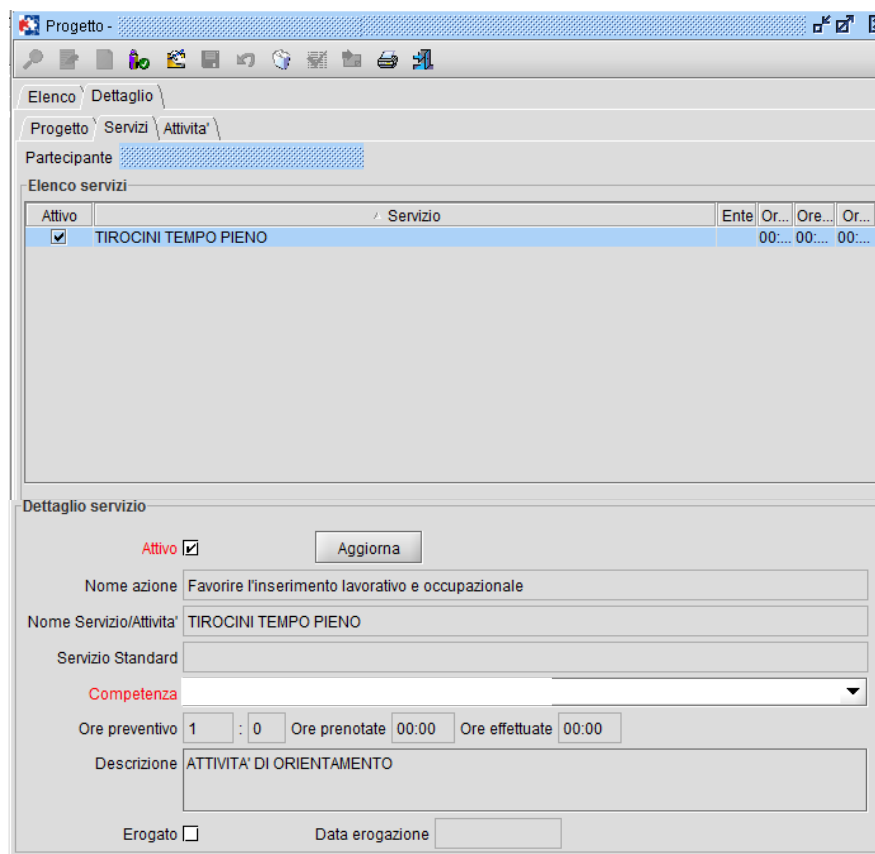 Progetto -
Elenco Dettaglio
Progetto Servizi Attivita'
Partecipante
Elenco servizi
Attivo Servizio Ente Or... Ore... Or...
TIROCINI TEMPO PIENO 00:... 00:... 00:...
Dettaglio servizio
Attivo Aggiorna
Nome azione Favorire l'inserimento lavorativo e occupazionale
Nome Servizio/Attivita' TIROCINI TEMPO PIENO
Servizio Standard
Competenza
Ore preventivo 1 : 0 Ore prenotate 00:00 Ore effettuate 00:00
Descrizione ATTIVITA' DI ORIENTAMENTO
Erogato Data erogazione